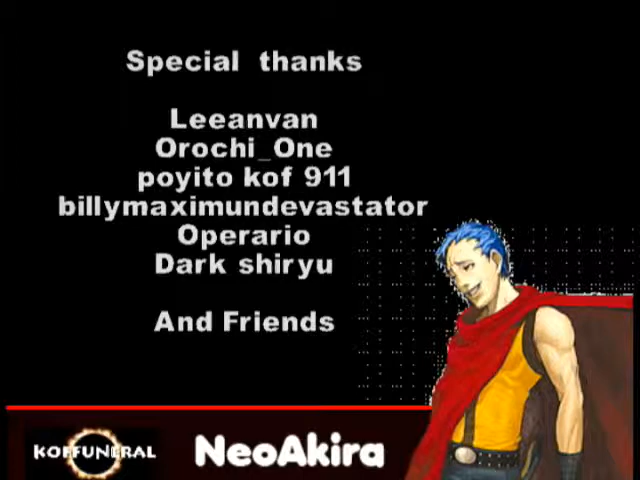 Special thanks
Leeanvan
Orochi_One
poyito kof 911
billymaximundevastator
Operario
Dark shiryu
And Friends
KOFFUNERAL
NeoAkira